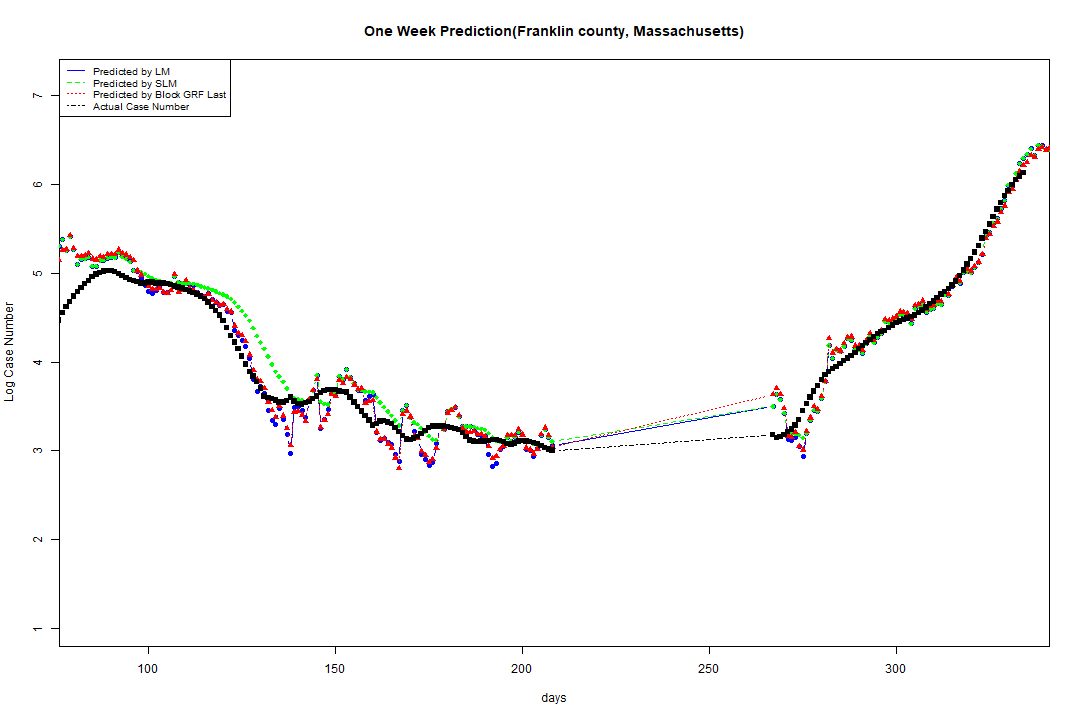 One Week Prediction(Franklin county, Massachusetts)
Predicted by LM
Predicted by SLM
Predicted by Block GRF Last
Actual Case Number
Log Case Number
7
6
5
4
3
2
1
100 150 200 250 300
days